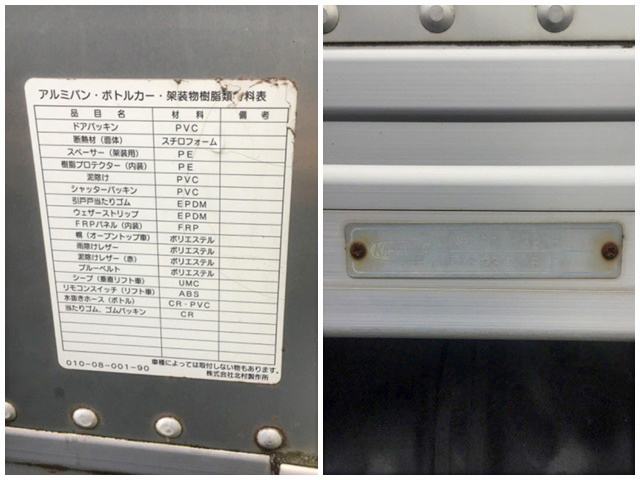 アルミバン・ボトルカー・架装物樹脂類材料表
品目名 材料 備考
ドアパッキン PVC
断熱材（面体） スチロフォーム
スペーサー（架装用） PE
樹脂プロテクター（内装） PE
泥除け PVC
シャッターパッキン PVC
引戸戸当たりゴム EPDM
ウェザーストリップ EPDM
FRPパネル（内装） FRP
幌（オープントップ車） ポリエステル
雨除けレザー ポリエステル
泥除けレザー（赤） ポリエステル
ブルーベルト ポリエステル
シーブ（垂直リフト車） UMC
リモコンスイッチ（リフト車） ABS
水抜きホース（ボトル） CR・PVC
当たりゴム、ゴムパッキン CR
010-08-001-90 車種によっては取付しない物もあります。
株式会社北村製作所